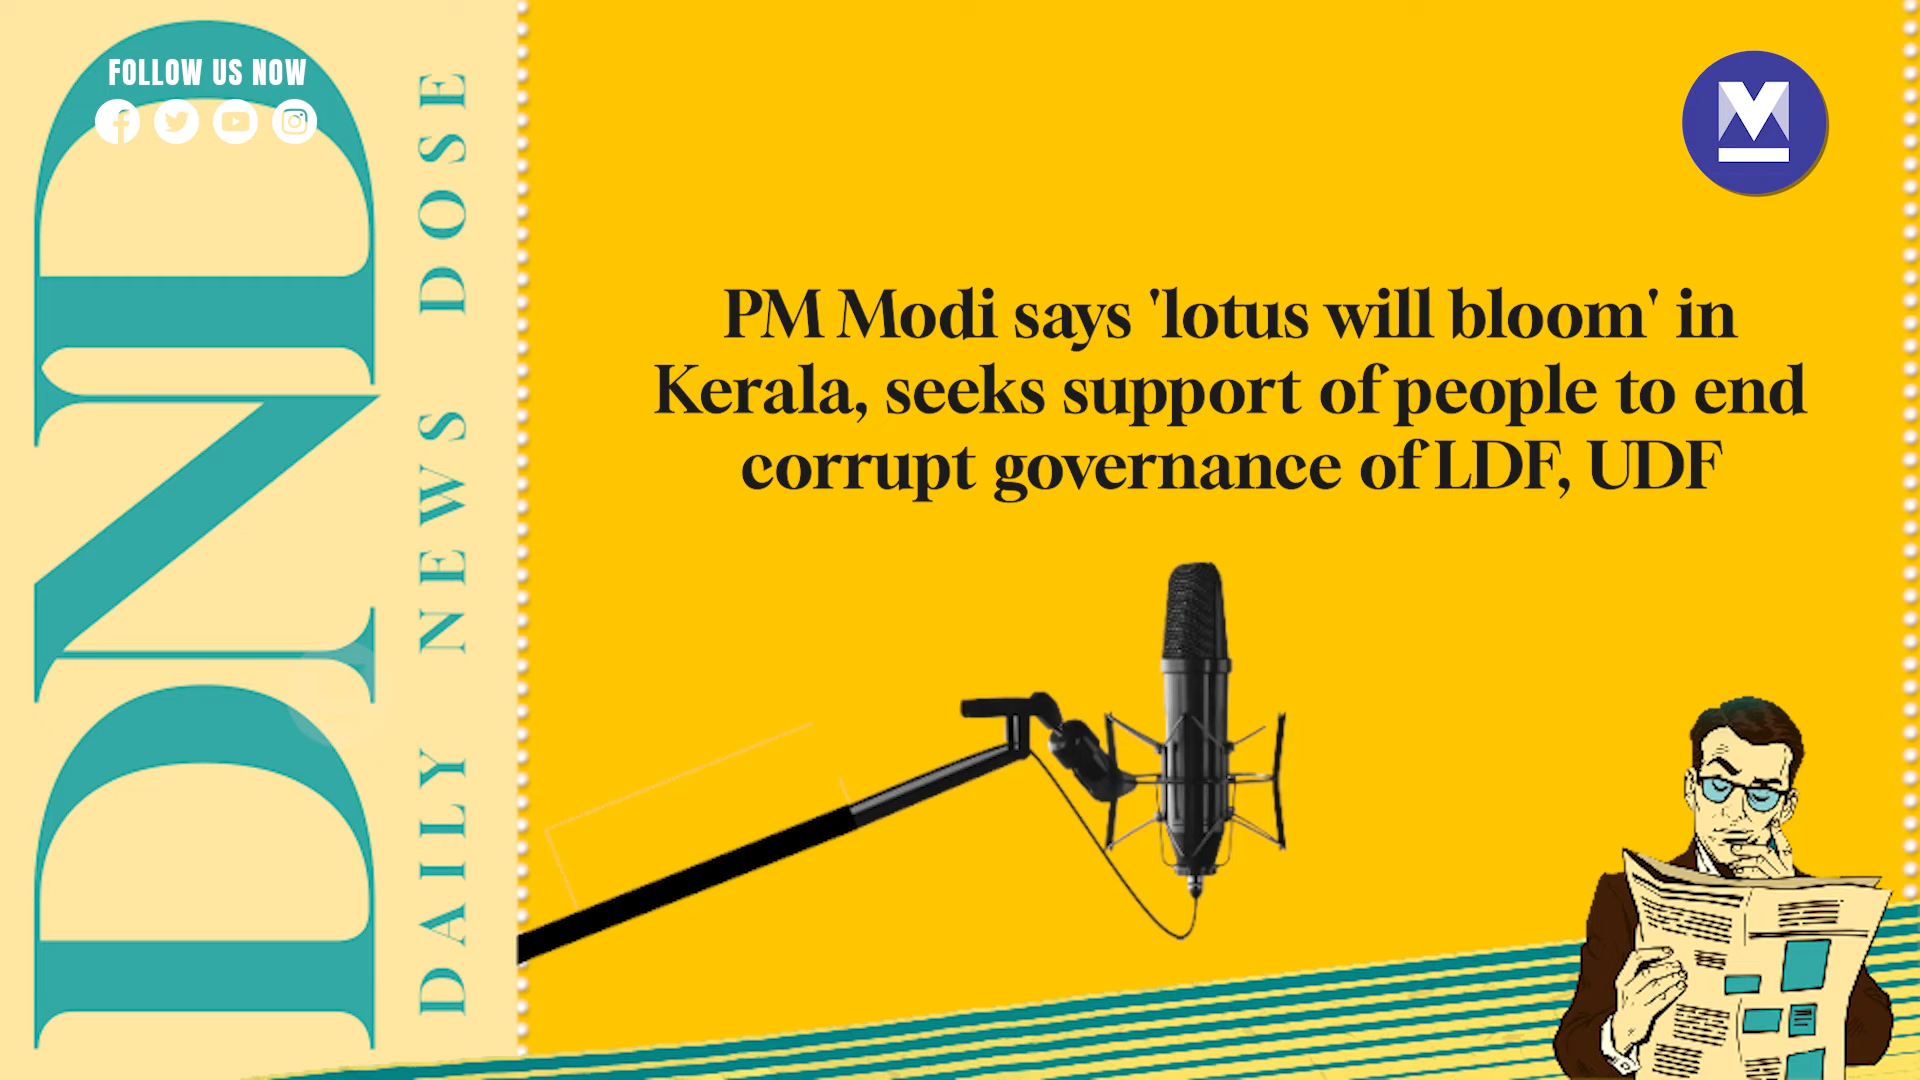 FOLLOW US NOW
DND
DAILY NEWS DOSE
M
PM Modi says 'lotus will bloom' in
Kerala, seeks support of people to end
corrupt governance of LDF, UDF